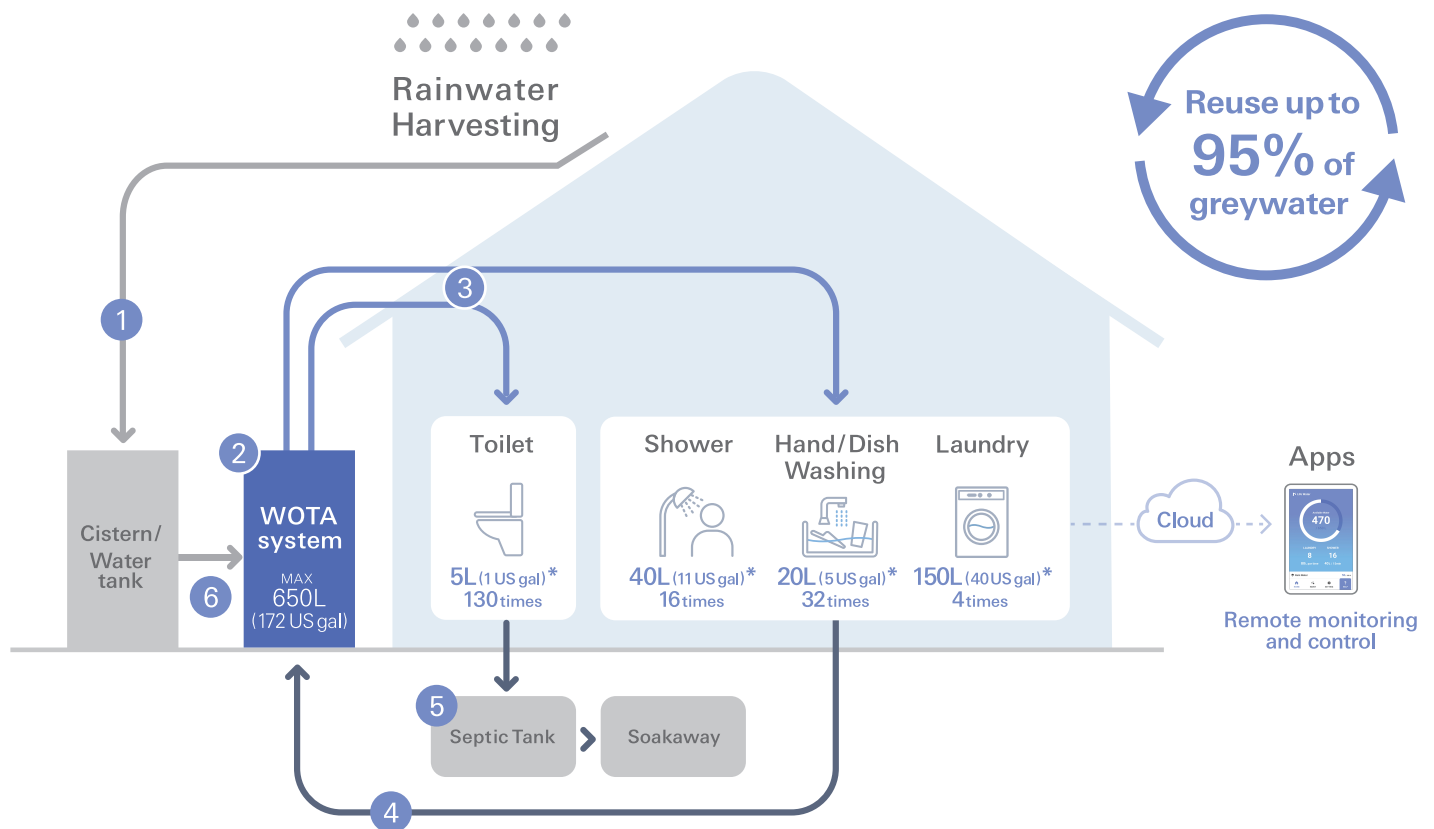 Rainwater
Harvesting
Reuse up to
95% of
greywater
1
3
2
Toilet
Shower
Hand/Dish
Washing
Laundry
Apps
Cistern/
Water
tank
WOTA
system
MAX
650L
(172 US gal)
6
5L (1 US gal)*
130 times
40L (11 US gal)*
16 times
20L (5 US gal)*
32 times
150L (40 US gal)*
4 times
Cloud
470
8
16
Remote monitoring
and control
5
Septic Tank
Soakaway
4